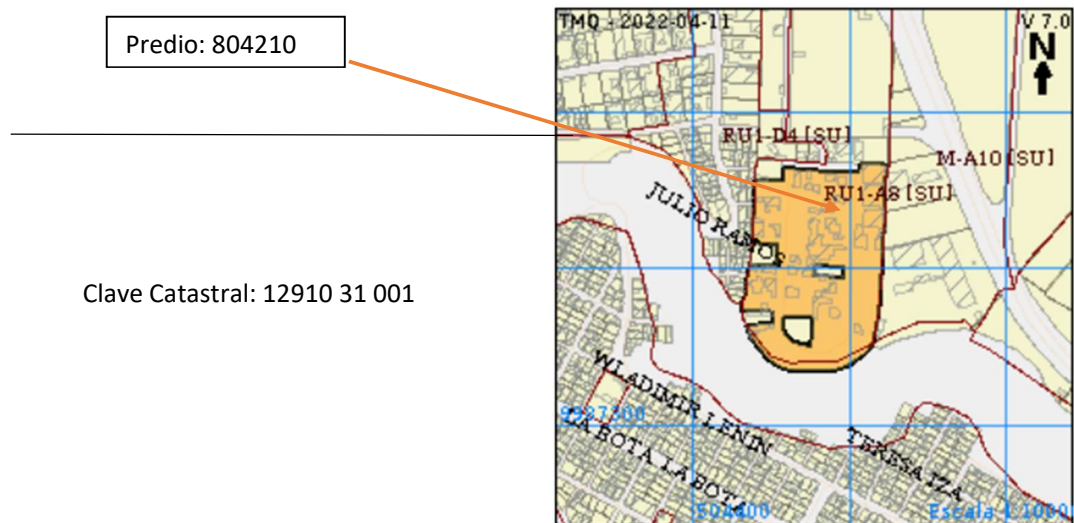 Predio: 804210
Clave Catastral: 12910 31 001
TMQ - 2022-04-11
V 7.0
N
RU1-D4 [SU]
M-A10 [SU]
RU1-A8 [SU]
JULIO RAMOS
WLADIMIR LENIN
9987300
TERESA IZA
LA BOTA LA BOTA
504400
Escala 1:1000